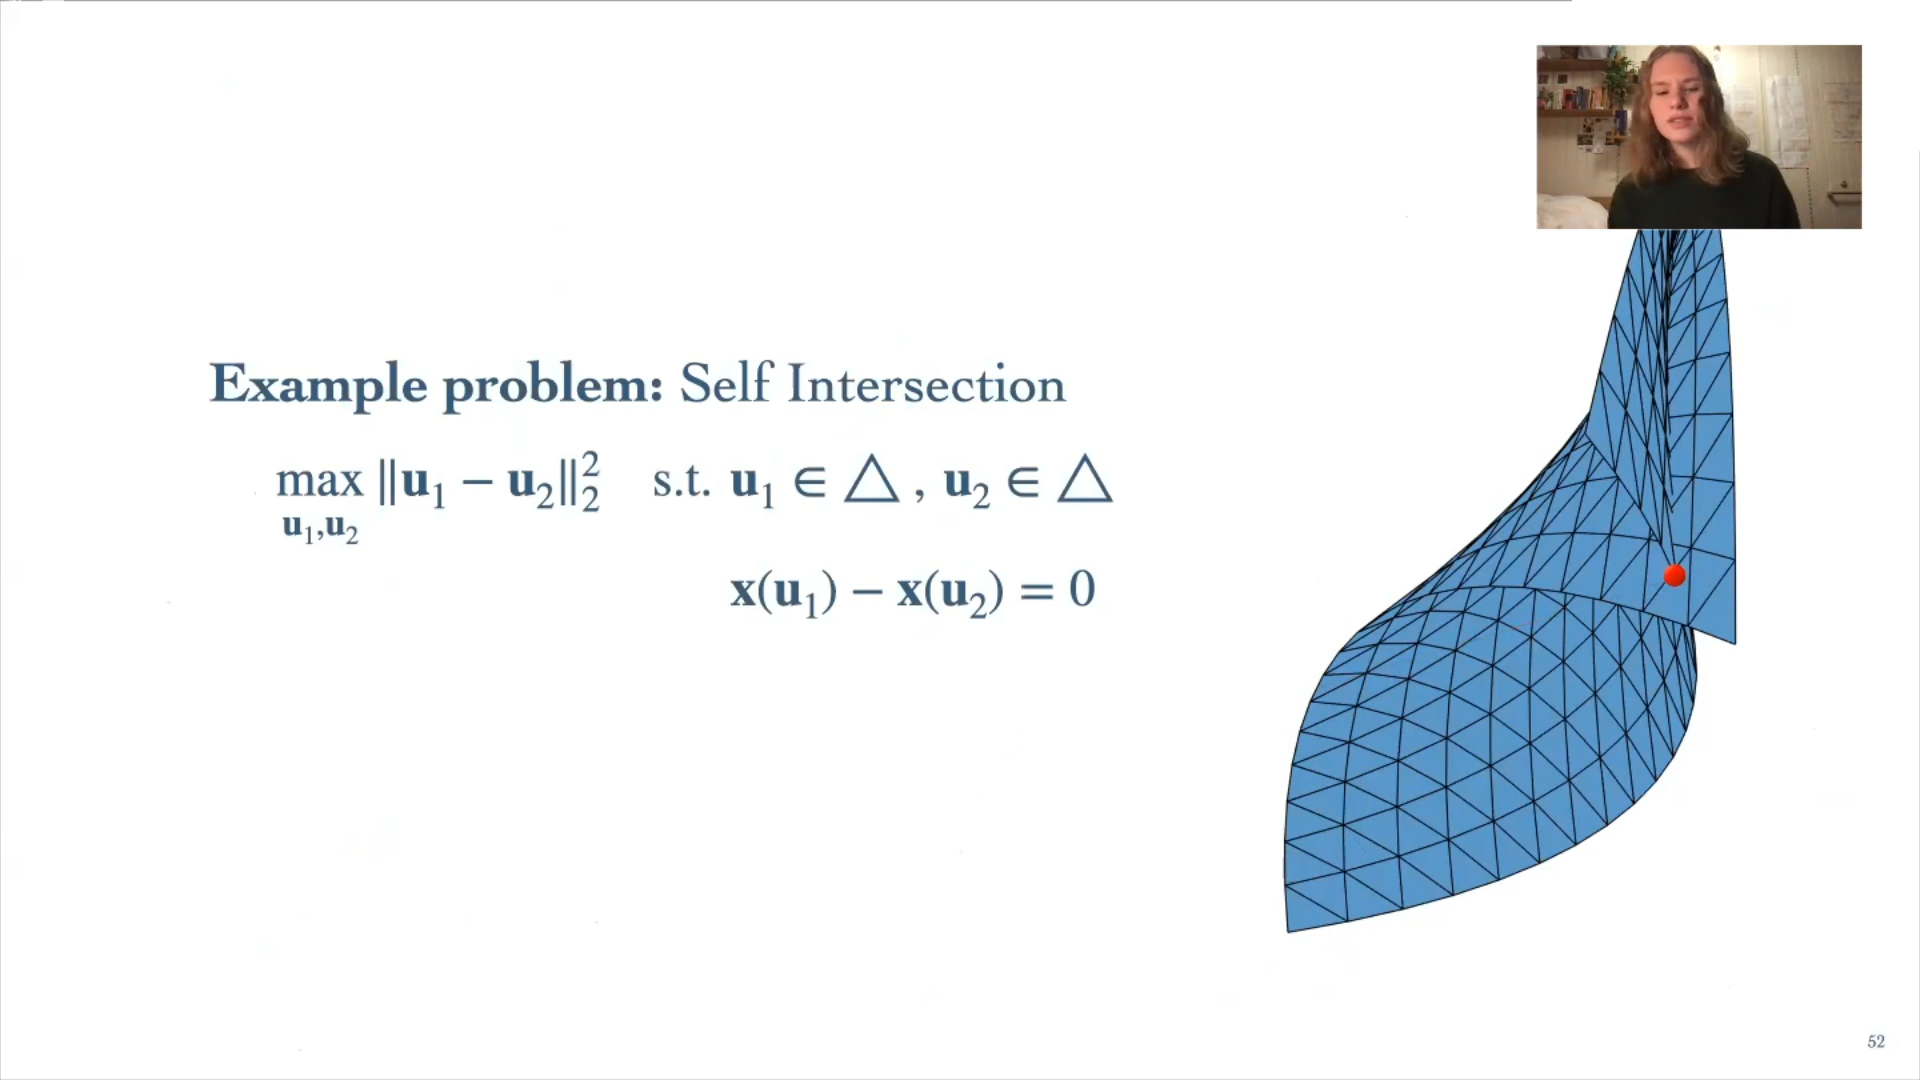 Example problem: Self Intersection
max ‖u₁ − u₂‖₂² s.t. u₁ ∈ △ , u₂ ∈ △
u₁,u₂
x(u₁) − x(u₂) = 0
52